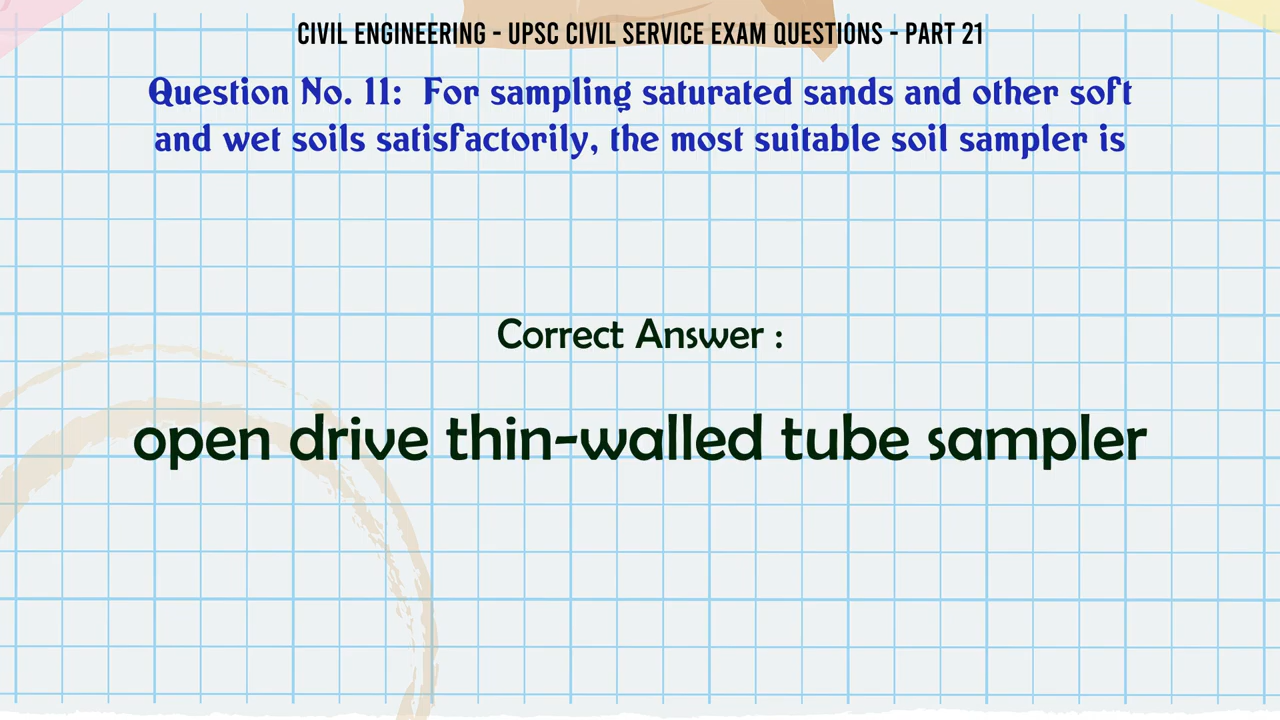 CIVIL ENGINEERING - UPSC CIVIL SERVICE EXAM QUESTIONS - PART 21
Question No. 11: For sampling saturated sands and other soft
and wet soils satisfactorily, the most suitable soil sampler is
Correct Answer :
open drive thin-walled tube sampler